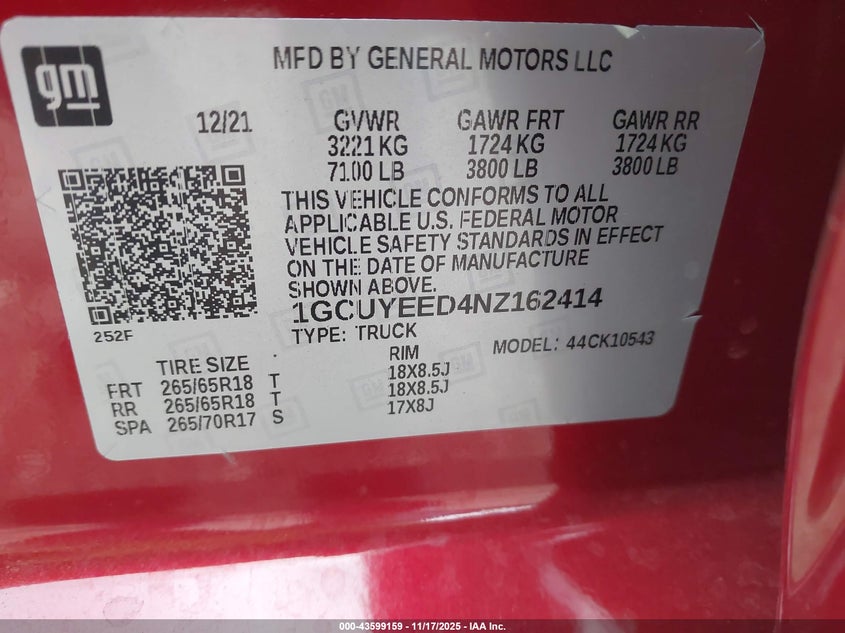 gm
MFD BY GENERAL MOTORS LLC
12/21 GVWR GAWR FRT GAWR RR
3221 KG 1724 KG 1724 KG
7100 LB 3800 LB 3800 LB
THIS VEHICLE CONFORMS TO ALL
APPLICABLE U.S. FEDERAL MOTOR
VEHICLE SAFETY STANDARDS IN EFFECT
ON THE DATE OF MANUFACTURE
SHOWN ABOVE.
1GCUYEED4NZ162414
252F
TYPE: TRUCK MODEL: 44CK10543
TIRE SIZE RIM
FRT 265/65R18 T 18X8.5J
RR 265/65R18 T 18X8.5J
SPA 265/70R17 S 17X8J
000-43599159 | 11/17/2025 - IAA Inc.